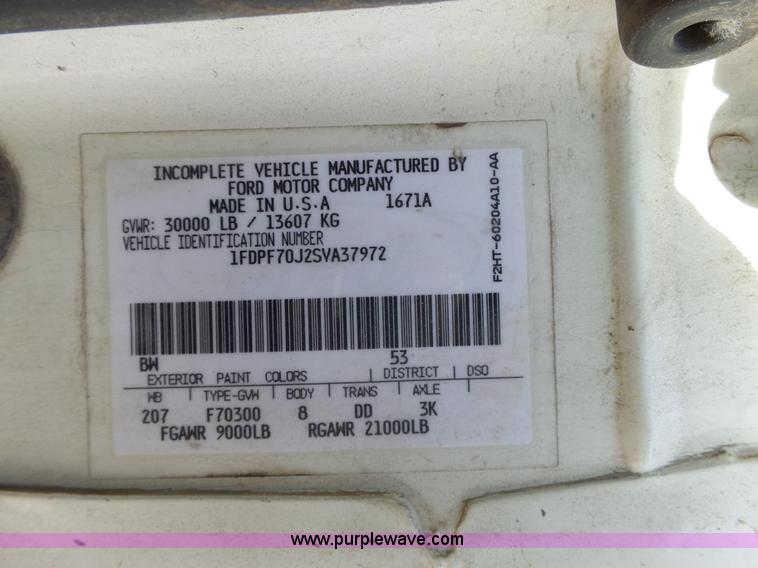 INCOMPLETE VEHICLE MANUFACTURED BY
FORD MOTOR COMPANY
MADE IN U.S.A 1671A
GVWR: 30000 LB / 13607 KG
VEHICLE IDENTIFICATION NUMBER
1FDPF70J2SVA37972
F2HT-60204A10-AA
BW 53
EXTERIOR PAINT COLORS DISTRICT DSO
WB TYPE-GVW BODY TRANS AXLE
207 F70300 8 DD 3K
FGAWR 9000LB RGAWR 21000LB
www.purplewave.com